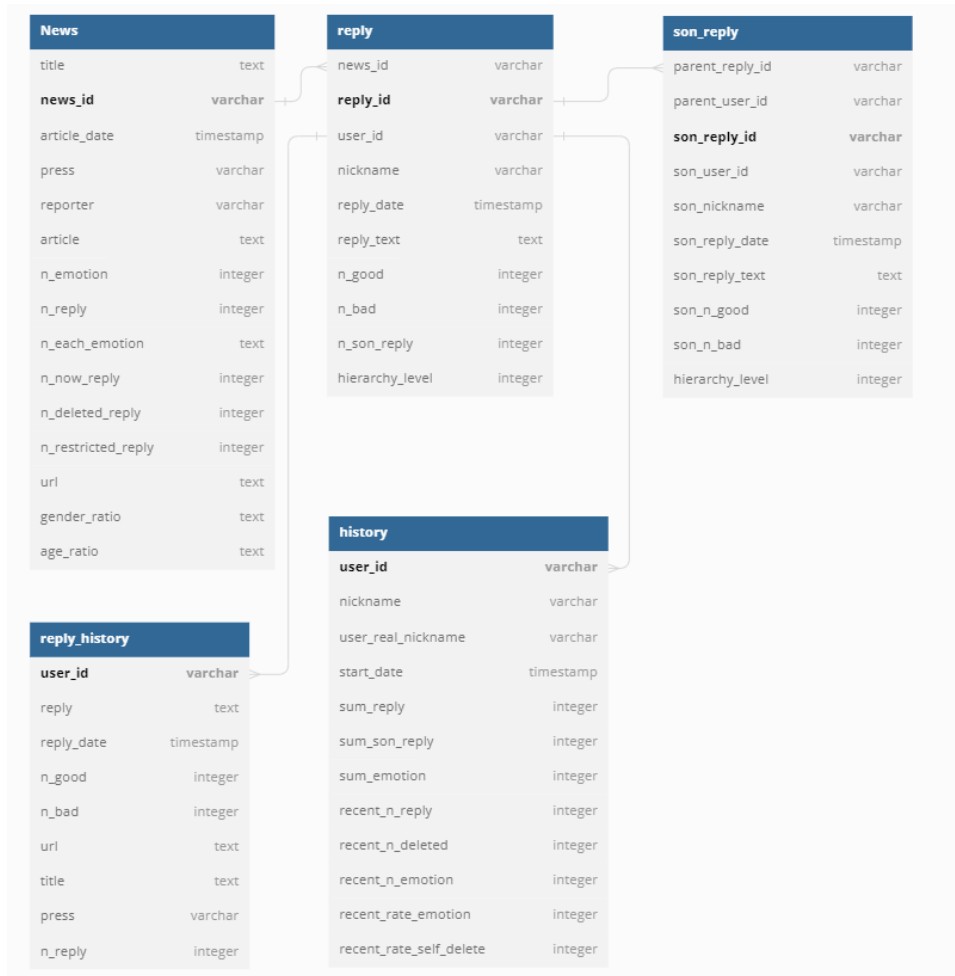 News
title text
news_id varchar
article_date timestamp
press varchar
reporter varchar
article text
n_emotion integer
n_reply integer
n_each_emotion text
n_now_reply integer
n_deleted_reply integer
n_restricted_reply integer
url text
gender_ratio text
age_ratio text
reply
news_id varchar
reply_id varchar
user_id varchar
nickname varchar
reply_date timestamp
reply_text text
n_good integer
n_bad integer
n_son_reply integer
hierarchy_level integer
son_reply
parent_reply_id varchar
parent_user_id varchar
son_reply_id varchar
son_user_id varchar
son_nickname varchar
son_reply_date timestamp
son_reply_text text
son_n_good integer
son_n_bad integer
hierarchy_level integer
reply_history
user_id varchar
reply text
reply_date timestamp
n_good integer
n_bad integer
url text
title text
press varchar
n_reply integer
history
user_id varchar
nickname varchar
user_real_nickname varchar
start_date timestamp
sum_reply integer
sum_son_reply integer
sum_emotion integer
recent_n_reply integer
recent_n_deleted integer
recent_n_emotion integer
recent_rate_emotion integer
recent_rate_self_delete integer